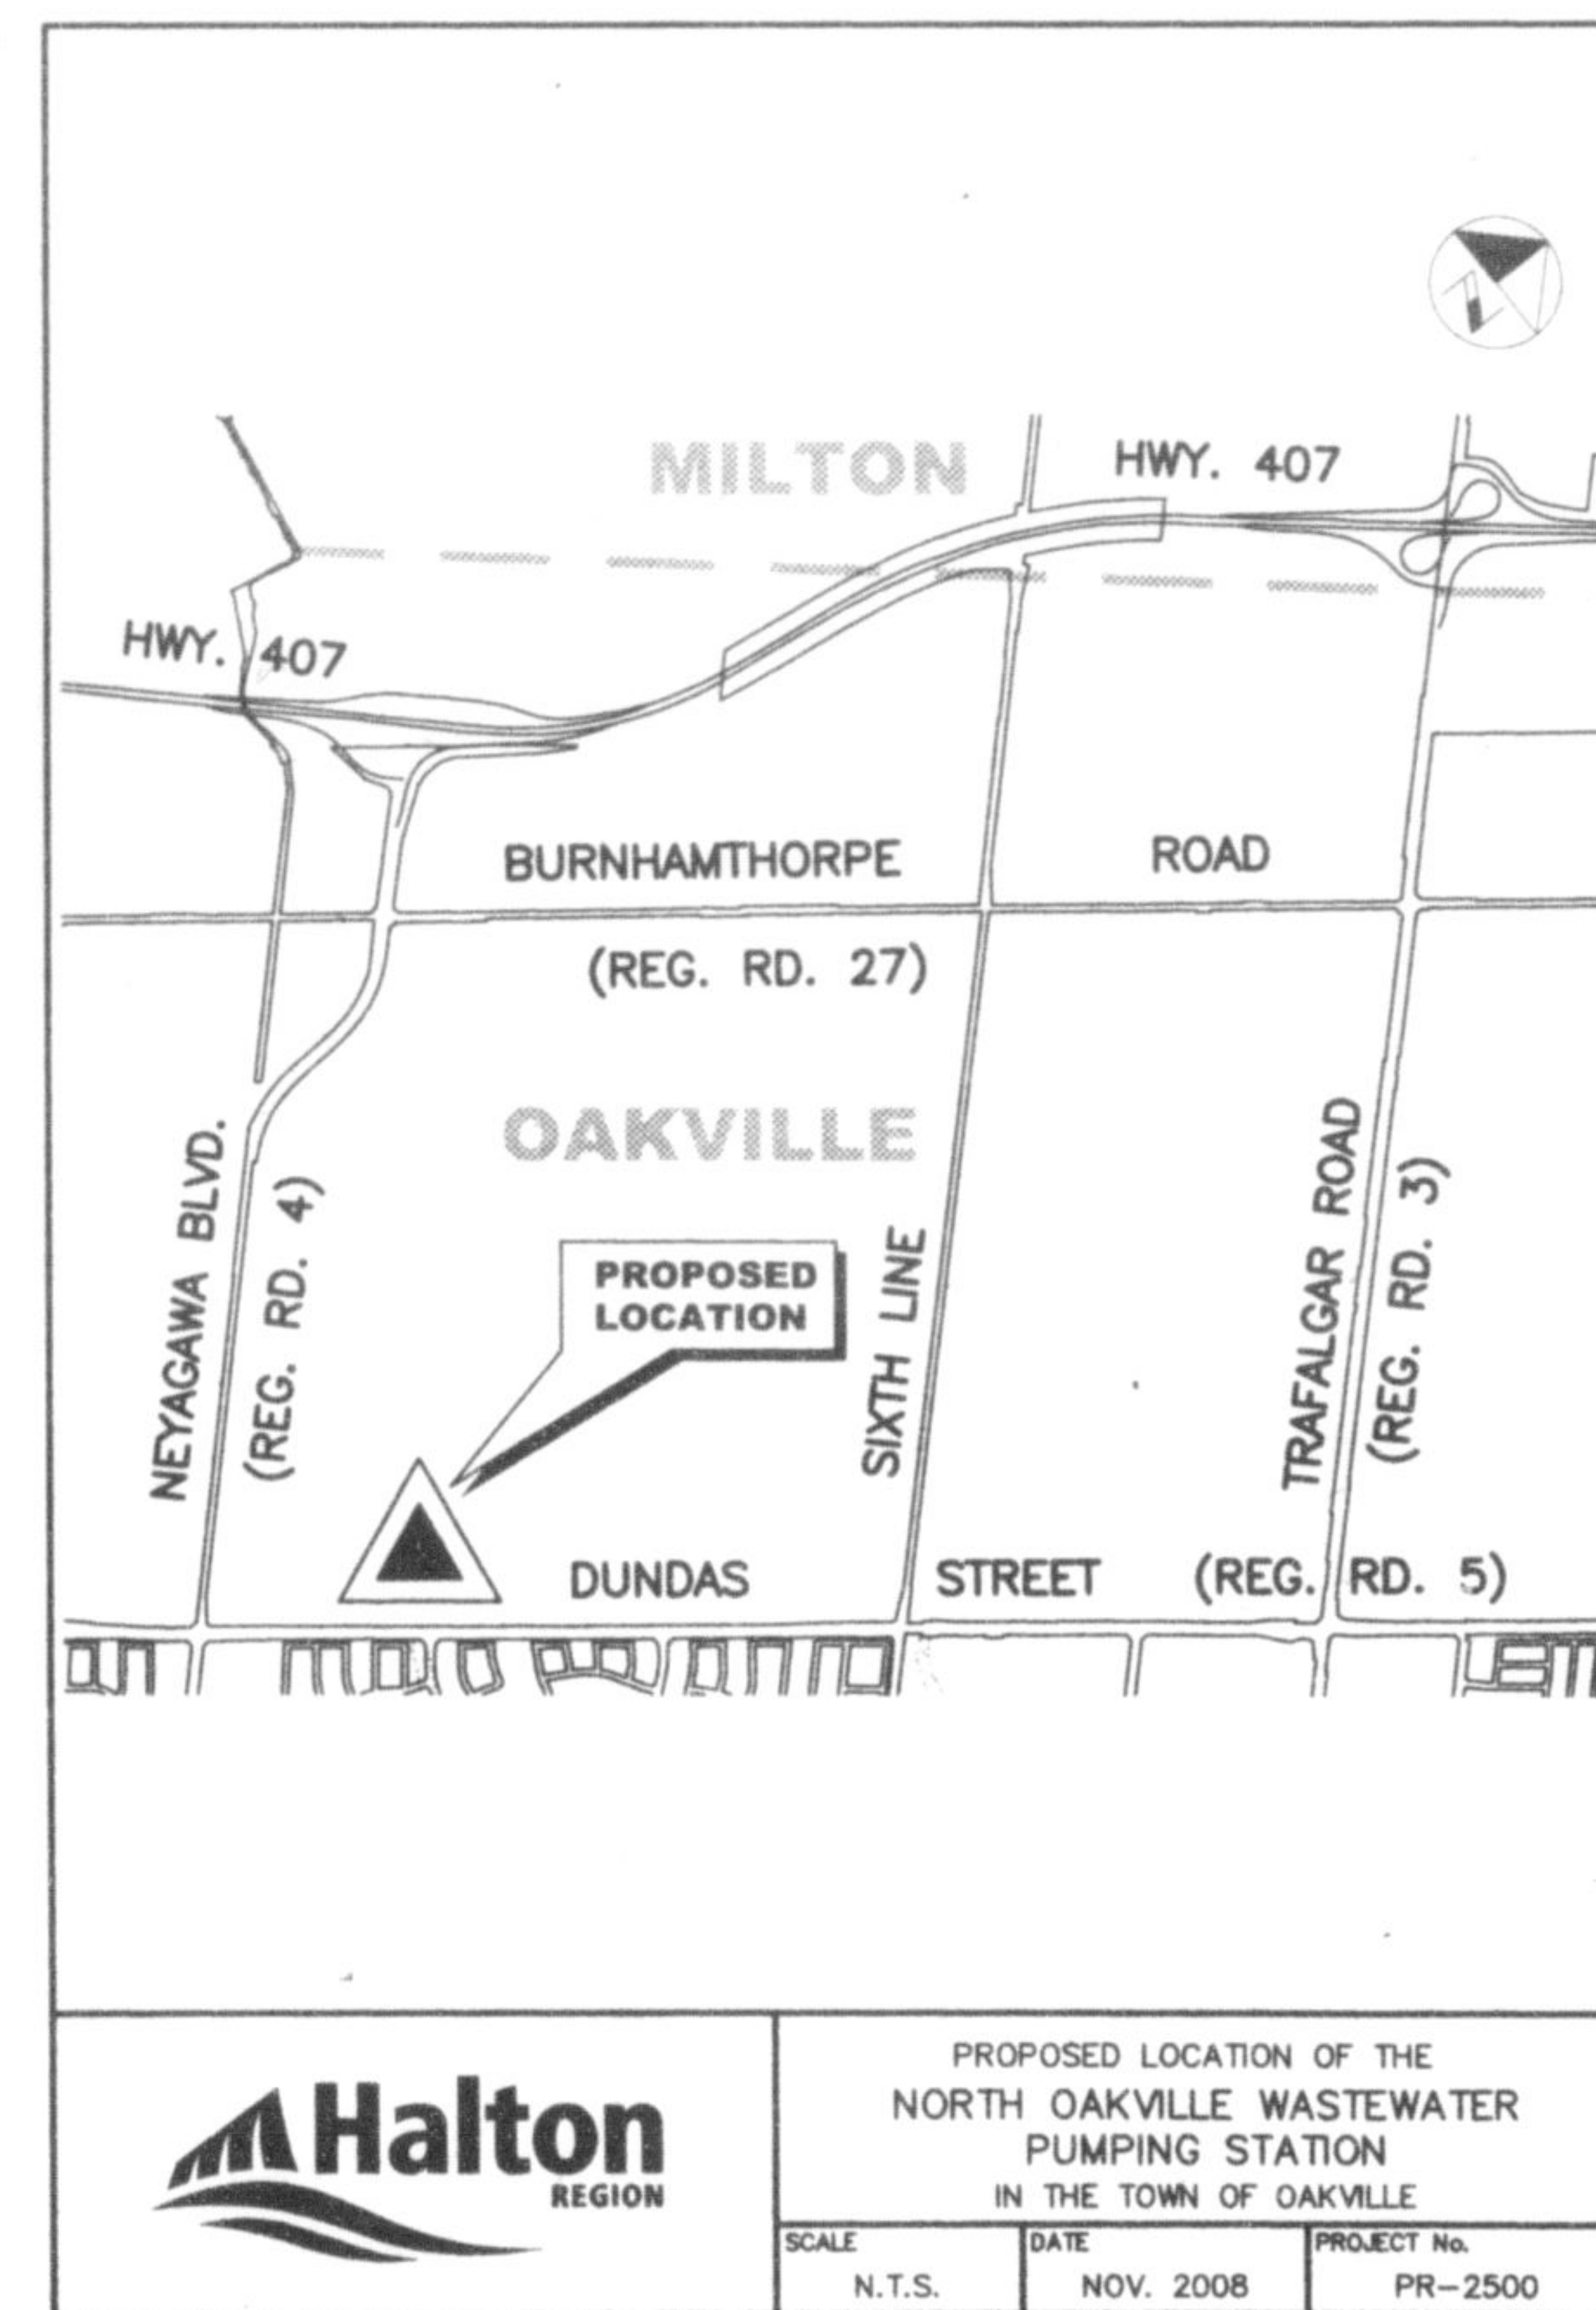 MILTON
HWY. 407
HWY. 407
BURNHAMTHORPE ROAD
(REG. RD. 27)
OAKVILLE
NEYAGAWA BLVD.
(REG. RD. 4)
PROPOSED
LOCATION
SIXTH LINE
TRAFALGAR ROAD
(REG. RD. 3)
DUNDAS STREET (REG. RD. 5)
Halton
REGION
PROPOSED LOCATION OF THE
NORTH OAKVILLE WASTEWATER
PUMPING STATION
IN THE TOWN OF OAKVILLE
SCALE
N.T.S.
DATE
NOV. 2008
PROJECT No.
PR-2500